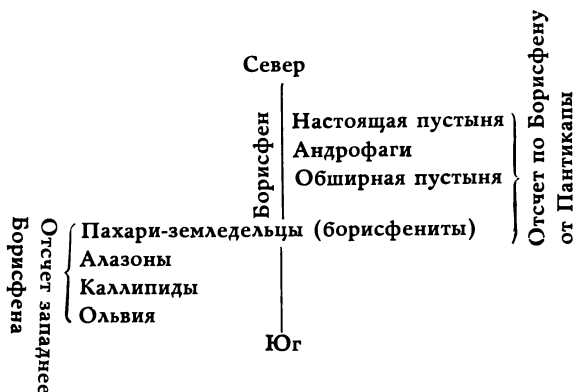 Север
Борисфен
Настоящая пустыня
Андрофаги
Обширная пустыня
Отсчет по Борисфену
от Пантикапы
Пахари-земледельцы (борисфениты)
Алазоны
Каллипиды
Ольвия
Отсчет западнее
Борисфена
Юг